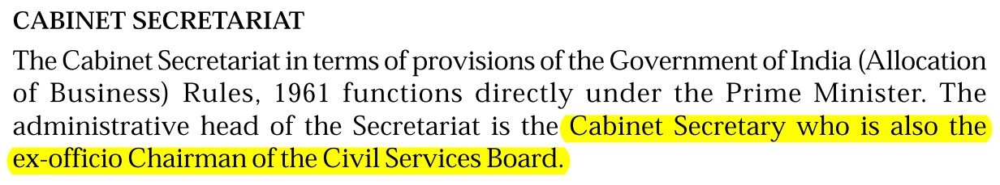 CABINET SECRETARIAT
The Cabinet Secretariat in terms of provisions of the Government of India (Allocation
of Business) Rules, 1961 functions directly under the Prime Minister. The
administrative head of the Secretariat is the Cabinet Secretary who is also the
ex-officio Chairman of the Civil Services Board.